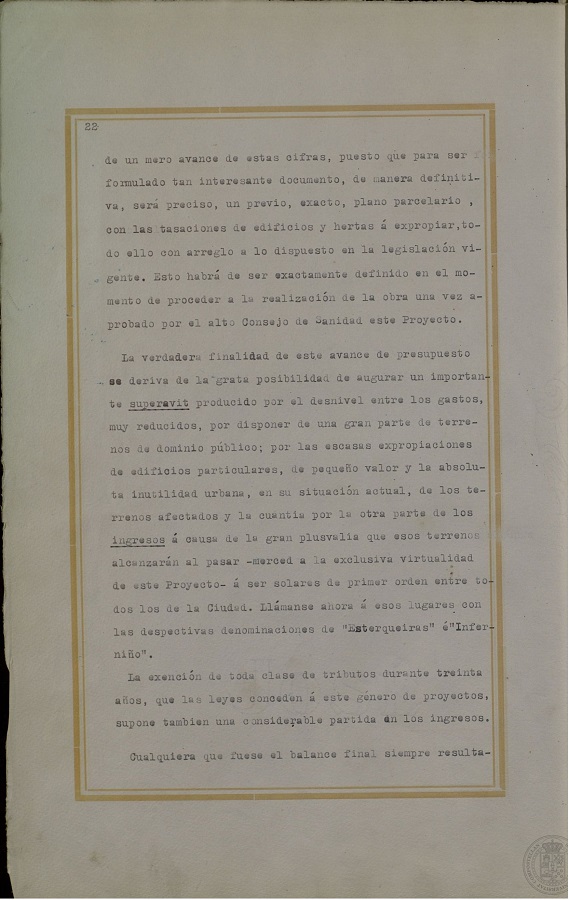 22
de un mero avance de estas cifras, puesto que para ser
formulado tan interesante documento, de manera definiti-
va, será preciso, un previo, exacto, plano parcelario ,
con las tasaciones de edificios y hertas á expropiar,to-
do ello con arreglo a lo dispuesto en la legislación vi-
gente. Esto habrá de ser exactamente definido en el mo-
mento de proceder a la realización de la obra una vez a-
probado por el alto Consejo de Sanidad este Proyecto.
La verdadera finalidad de este avance de presupuesto
se deriva de la grata posibilidad de augurar un importan-
te superavit producido por el desnivel entre los gastos,
muy reducidos, por disponer de una gran parte de terre-
nos de dominio público; por las escasas expropiaciones
de edificios particulares, de pequeño valor y la absolu-
ta inutilidad urbana, en su situación actual, de los te-
rrenos afectados y la cuantia por la otra parte de los
ingresos á causa de la gran plusvalia que esos terrenos
alcanzarán al pasar -merced a la exclusiva virtualidad
de este Proyecto- á ser solares de primer orden entre to-
dos los de la Ciudad. Llámanse ahora á esos lugares con
las despectivas denominaciones de "Esterqueiras" é"Infer-
niño".
La exención de toda clase de tributos durante treinta
años, que las leyes conceden á este género de proyectos,
supone tambien una considerable partida en los ingresos.
Cualquiera que fuese el balance final siempre resulta-